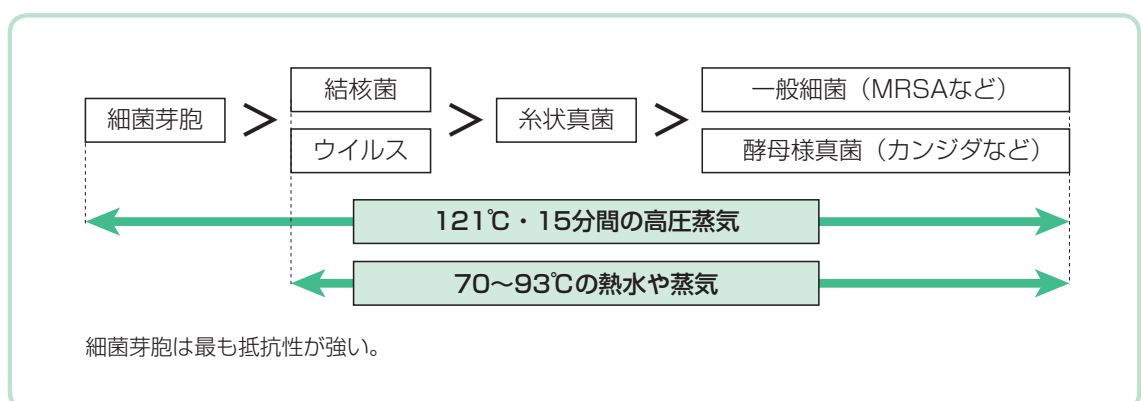 細菌芽胞
>
結核菌
ウイルス
>
糸状真菌
>
一般細菌（MRSAなど）
酵母様真菌（カンジダなど）
121℃・15分間の高圧蒸気
70〜93℃の熱水や蒸気
細菌芽胞は最も抵抗性が強い。